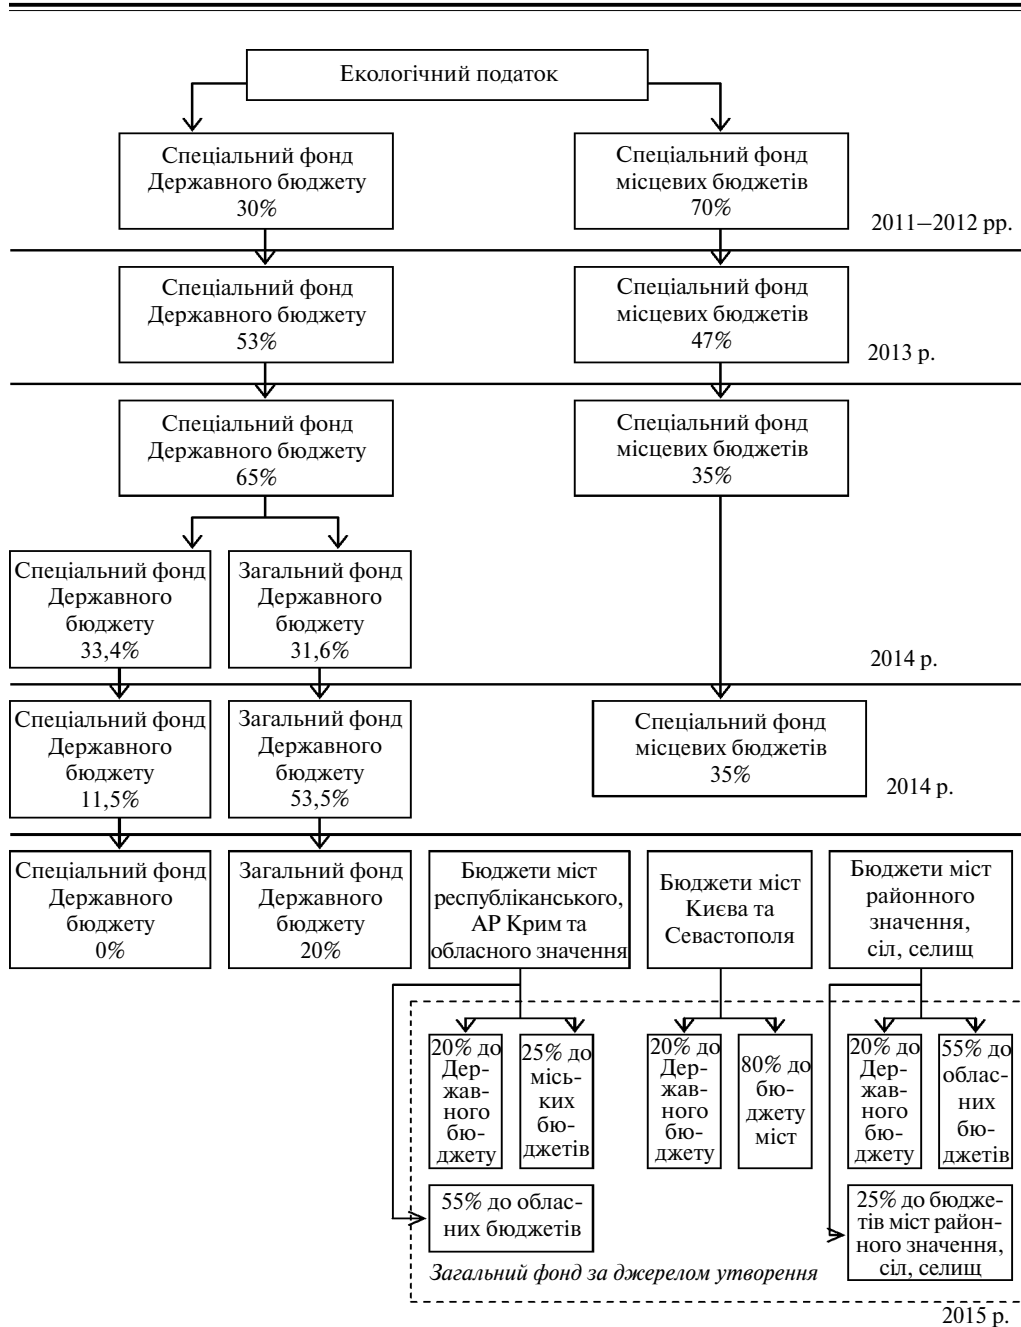 Екологічний податок
Спеціальний фонд
Державного бюджету
30%
Спеціальний фонд
місцевих бюджетів
70%
2011–2012 рр.
Спеціальний фонд
Державного бюджету
53%
Спеціальний фонд
місцевих бюджетів
47%
2013 р.
Спеціальний фонд
Державного бюджету
65%
Спеціальний фонд
місцевих бюджетів
35%
Спеціальний фонд
Державного
бюджету
33,4%
Загальний фонд
Державного
бюджету
31,6%
2014 р.
Спеціальний фонд
Державного
бюджету
11,5%
Загальний фонд
Державного
бюджету
53,5%
Спеціальний фонд
місцевих бюджетів
35%
2014 р.
Спеціальний фонд
Державного
бюджету
0%
Загальний фонд
Державного
бюджету
20%
Бюджети міст
республіканського,
АР Крим та
обласного значення
Бюджети міст
Києва та
Севастополя
Бюджети міст
районного
значення,
сіл, селищ
20% до
Дер-
жав-
ного
бю-
джету
25% до
місь-
ких
бю-
джетів
20% до
Дер-
жав-
ного
бю-
джету
80% до
бю-
джету
міст
20% до
Дер-
жав-
ного
бю-
джету
55% до
облас-
них
бю-
джетів
55% до облас-
них бюджетів
25% до бюдже-
тів міст район-
ного значення,
сіл, селищ
Загальний фонд за джерелом утворення
2015 р.